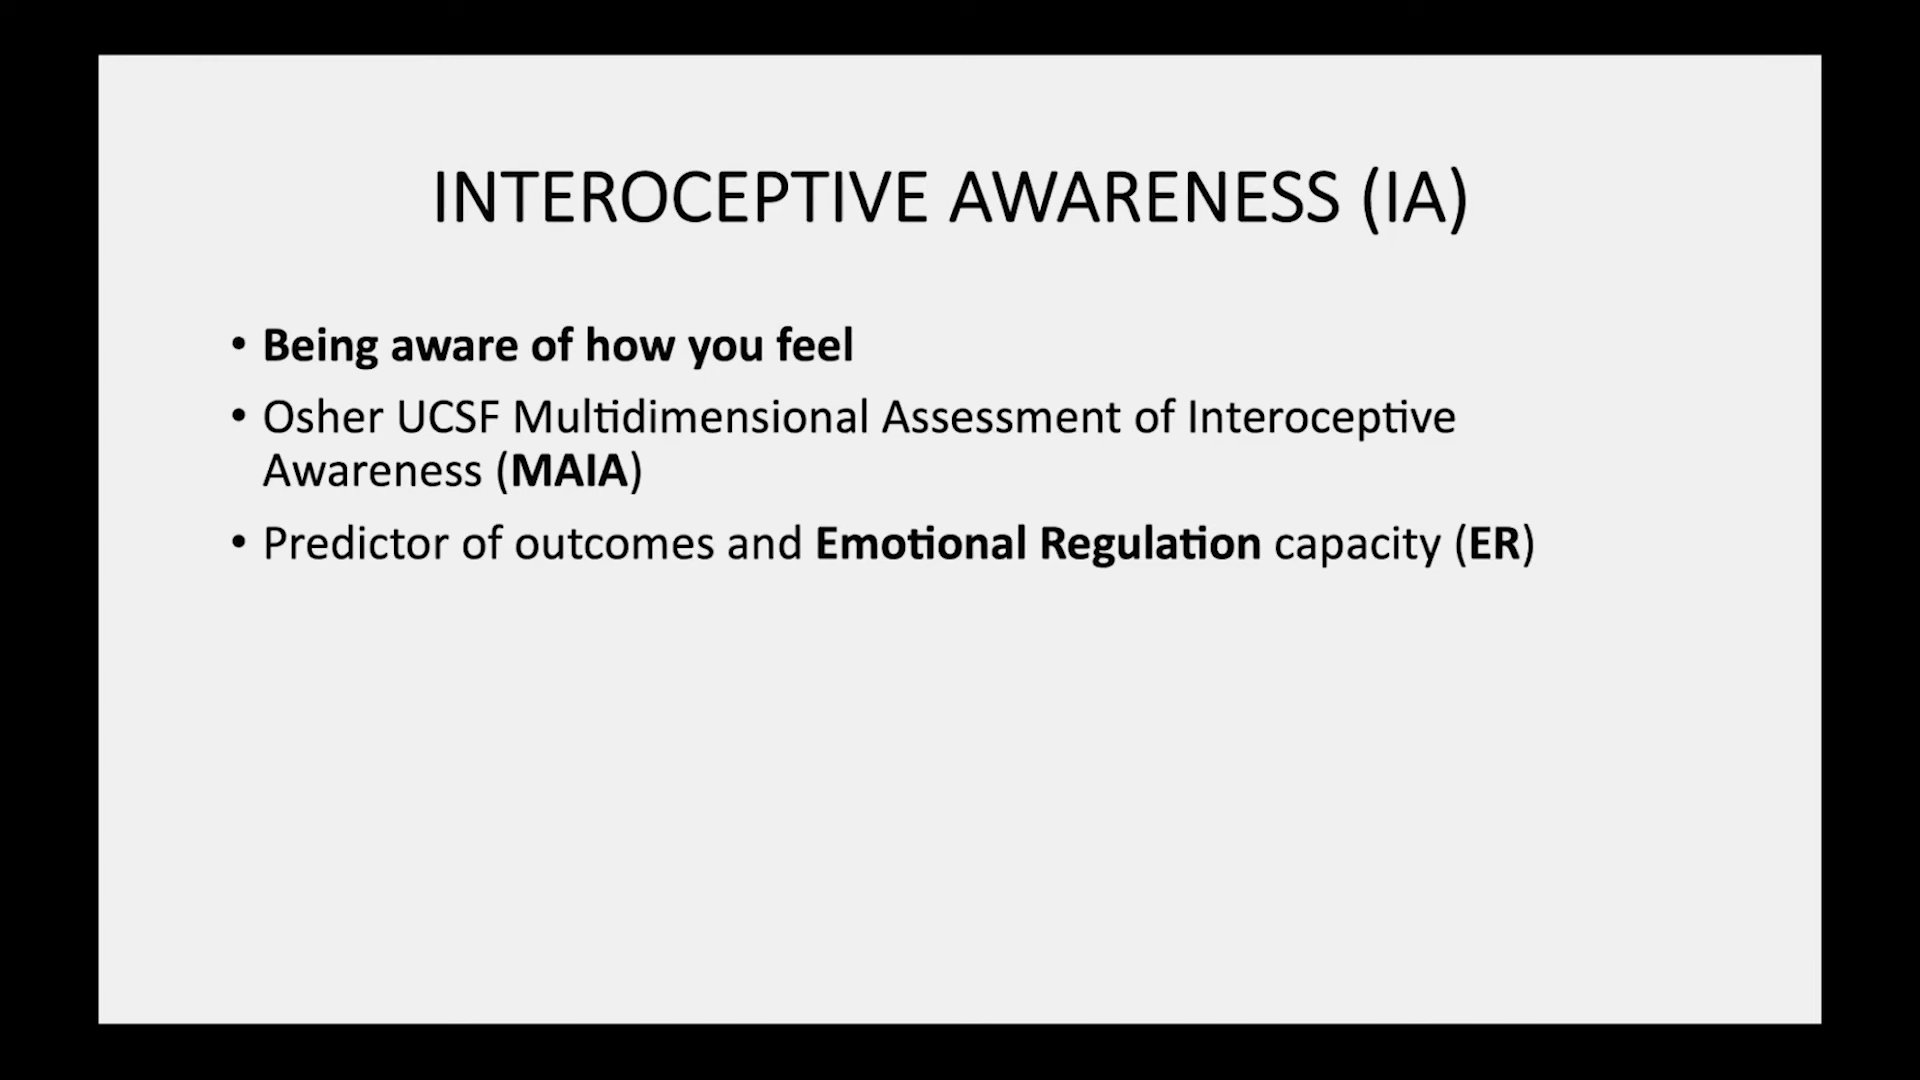 INTEROCEPTIVE AWARENESS (IA)
• Being aware of how you feel
• Osher UCSF Multidimensional Assessment of Interoceptive
Awareness (MAIA)
• Predictor of outcomes and Emotional Regulation capacity (ER)